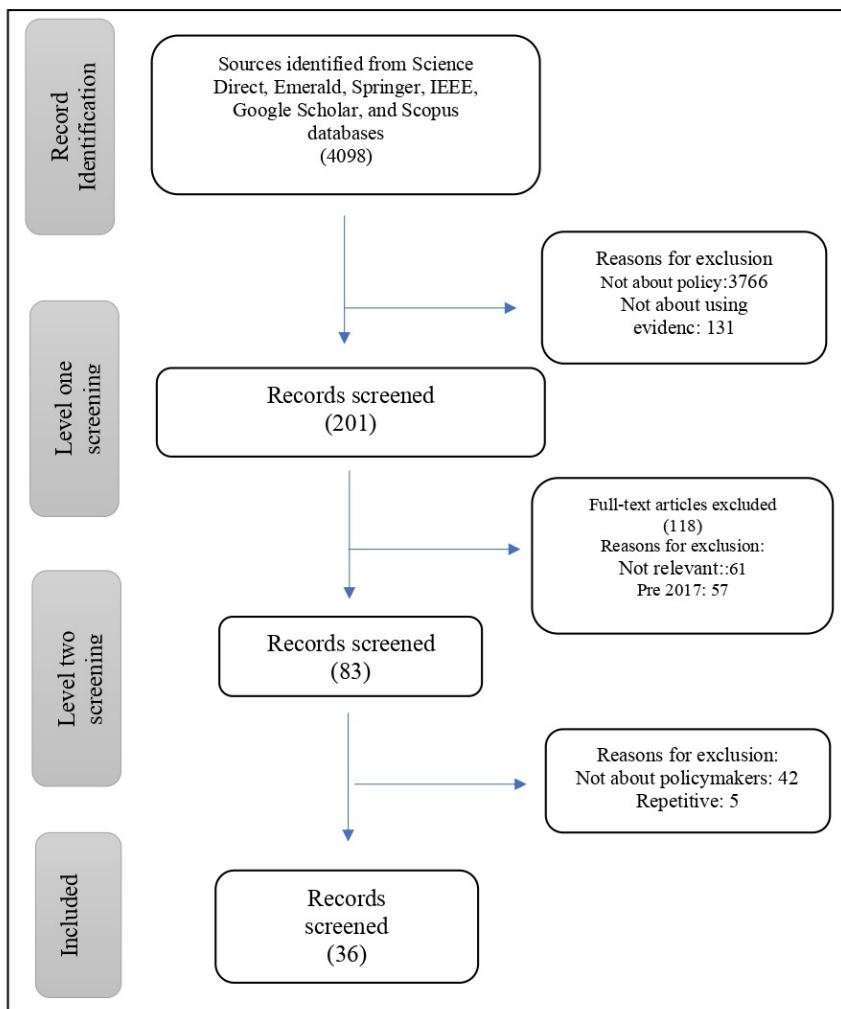 Record
Identification
Sources identified from Science
Direct, Emerald, Springer, IEEE,
Google Scholar, and Scopus
databases
(4098)
Reasons for exclusion
Not about policy:3766
Not about using
evidenc: 131
Level one
screening
Records screened
(201)
Full-text articles excluded
(118)
Reasons for exclusion:
Not relevant::61
Pre 2017: 57
Level two
screening
Records screened
(83)
Reasons for exclusion:
Not about policymakers: 42
Repetitive: 5
Included
Records
screened
(36)